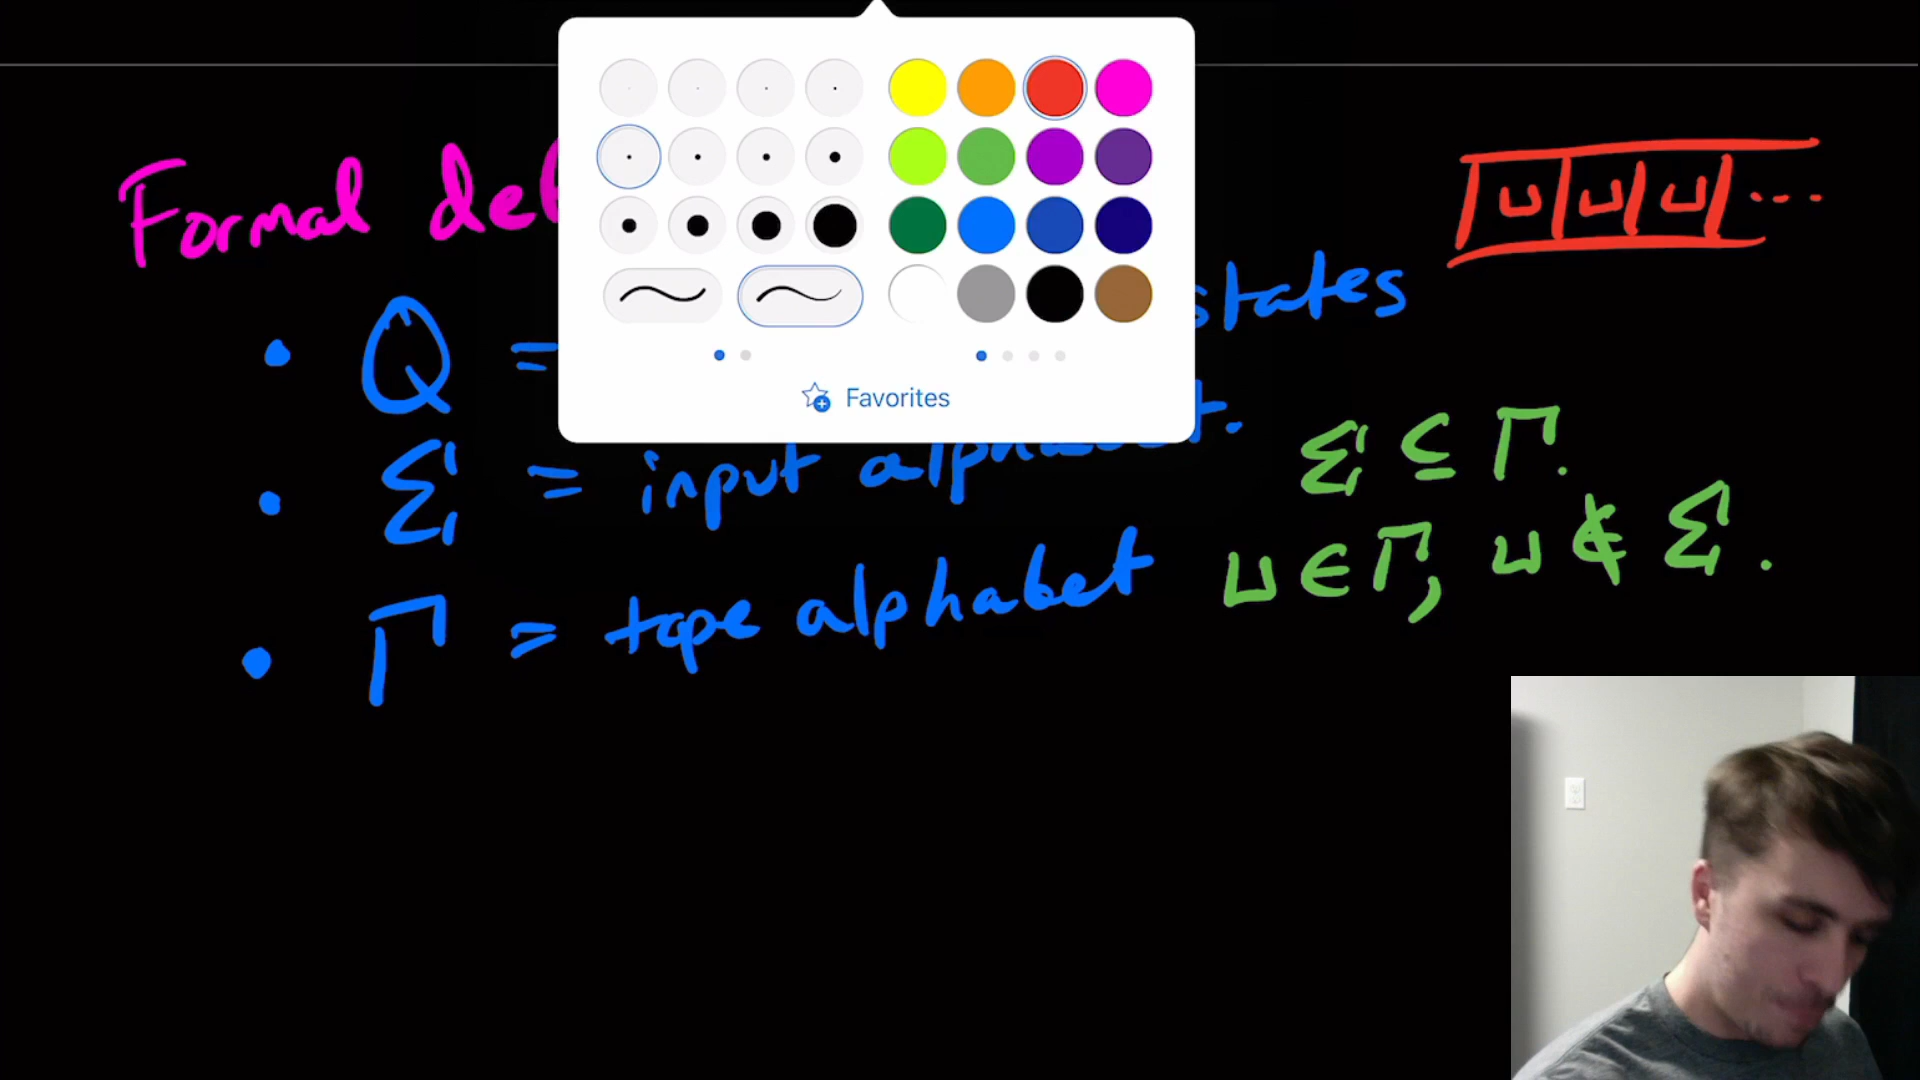 Formal def
⊔ ⊔ ⊔ ...
• Q = states
• Σ = input alphabet.
Σ ⊆ Γ.
• Γ = tape alphabet
⊔ ∈ Γ, ⊔ ∉ Σ.
Favorites